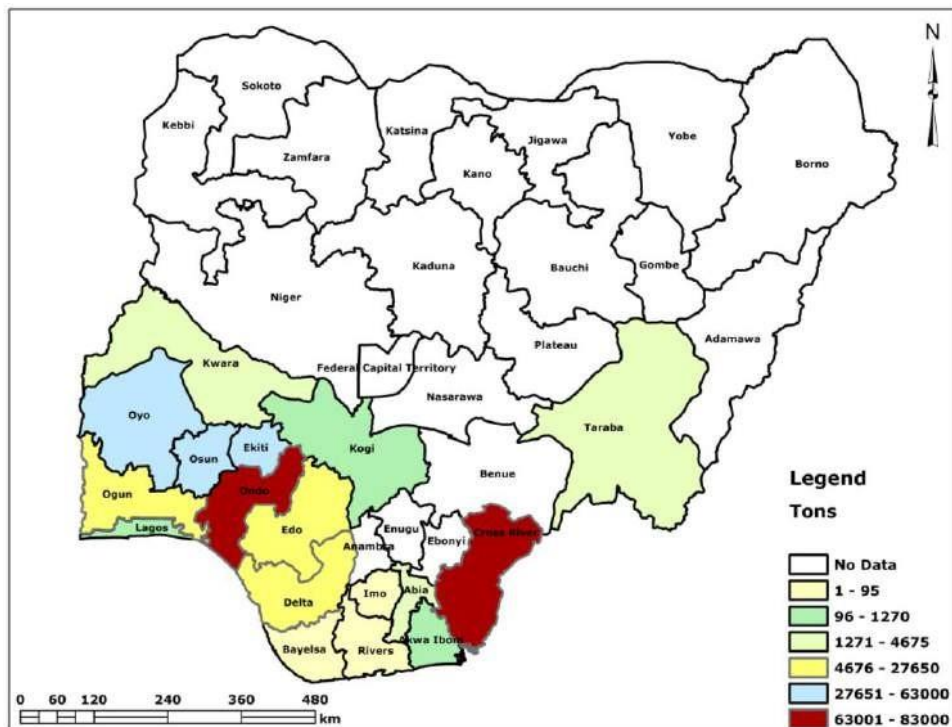 N
Sokoto
Kebbi
Katsina
Yobe
Jigawa
Zamfara
Kano
Borno
Kaduna
Bauchi
Gombe
Niger
Adamawa
Plateau
Kwara
Federal Capital Territory
Nasarawa
Oyo
Taraba
Osun
Ekiti
Kogi
Benue
Ogun
Ondo
Lagos
Edo
Enugu
Cross River
Anambra
Ebonyi
Delta
Imo
Abia
Akwa Ibom
Bayelsa
Rivers
Legend
Tons
No Data
1 - 95
96 - 1270
1271 - 4675
4676 - 27650
27651 - 63000
63001 - 83000
0 60 120 240 360 480
km